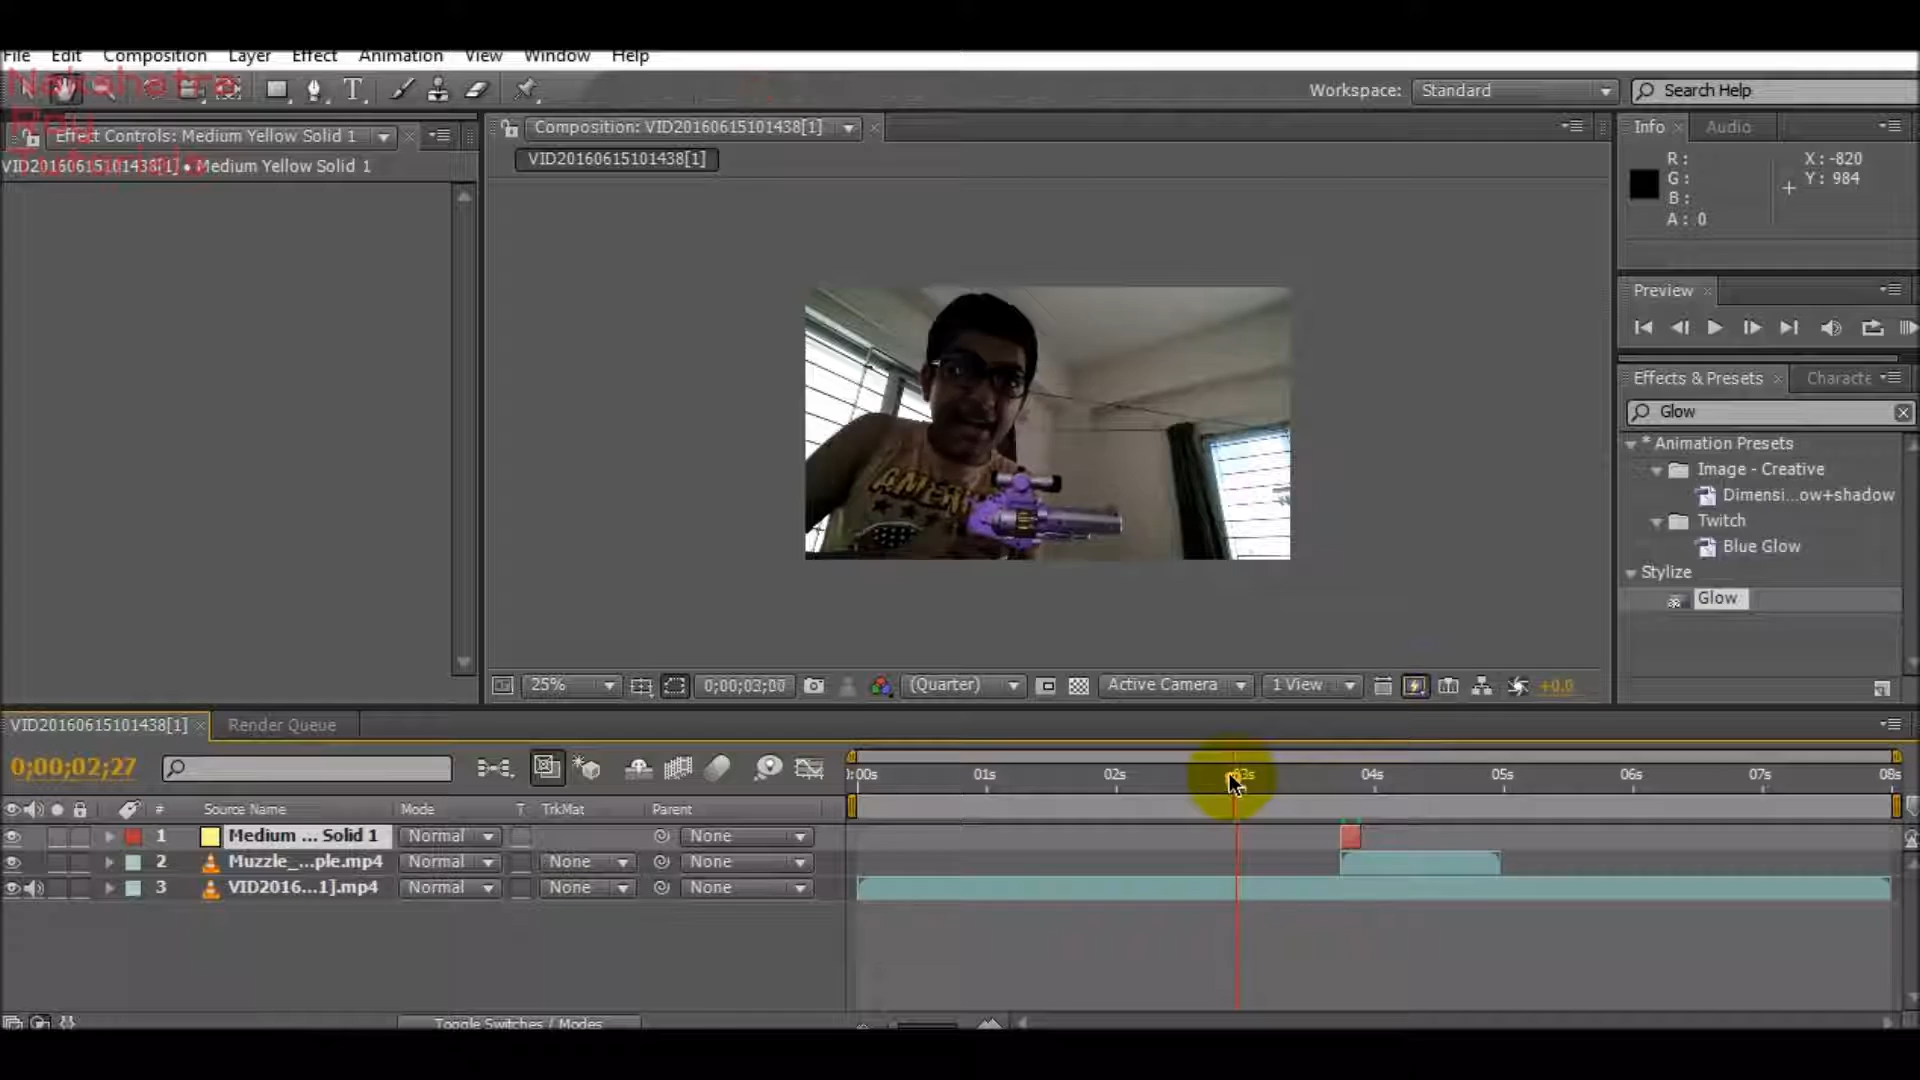 File Edit Composition Layer Effect Animation View Window Help
Nakshatra
Roy
Tutorials
Workspace: Standard Search Help
Effect Controls: Medium Yellow Solid 1
VID20160615101438[1] • Medium Yellow Solid 1
Composition: VID20160615101438[1]
VID20160615101438[1]
Info Audio
R:
G:
B:
A: 0
X: -820
Y: 984
Preview
Effects & Presets Characte
Glow
* Animation Presets
Image - Creative
Dimensi...ow+shadow
Twitch
Blue Glow
Stylize
Glow
AMERI
25% 0;00;03;00 (Quarter) Active Camera 1 View +0.0
VID20160615101438[1] Render Queue
0;00;02;27
:00s 01s 02s 03s 04s 05s 06s 07s 08s
# Source Name Mode T TrkMat Parent
1 Medium ... Solid 1 Normal None
2 Muzzle_...ple.mp4 Normal None None
3 VID2016...1].mp4 Normal None None
Toggle Switches / Modes